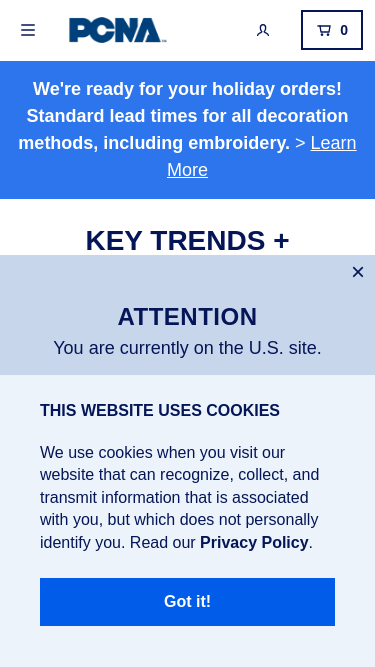 PCNA
0
We're ready for your holiday orders!
Standard lead times for all decoration
methods, including embroidery. > Learn
More
KEY TRENDS +
×
ATTENTION
You are currently on the U.S. site.
THIS WEBSITE USES COOKIES
We use cookies when you visit our
website that can recognize, collect, and
transmit information that is associated
with you, but which does not personally
identify you. Read our Privacy Policy.
Got it!